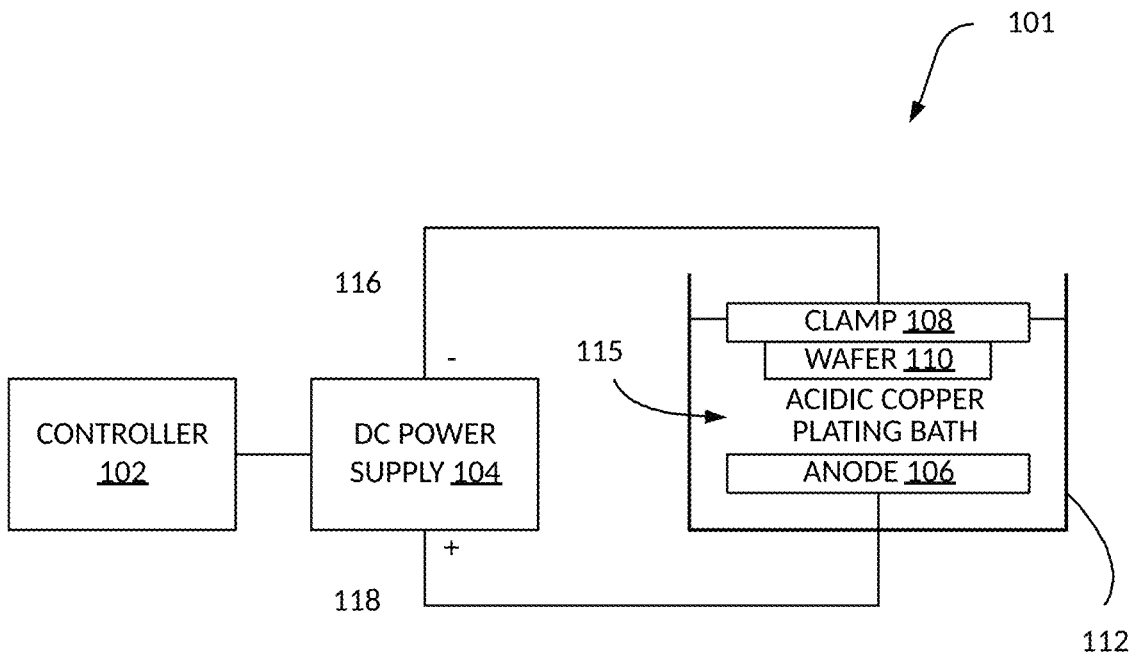 101
116
-
115
CLAMP 108
WAFER 110
ACIDIC COPPER
PLATING BATH
CONTROLLER
102
DC POWER
SUPPLY 104
ANODE 106
+
118
112